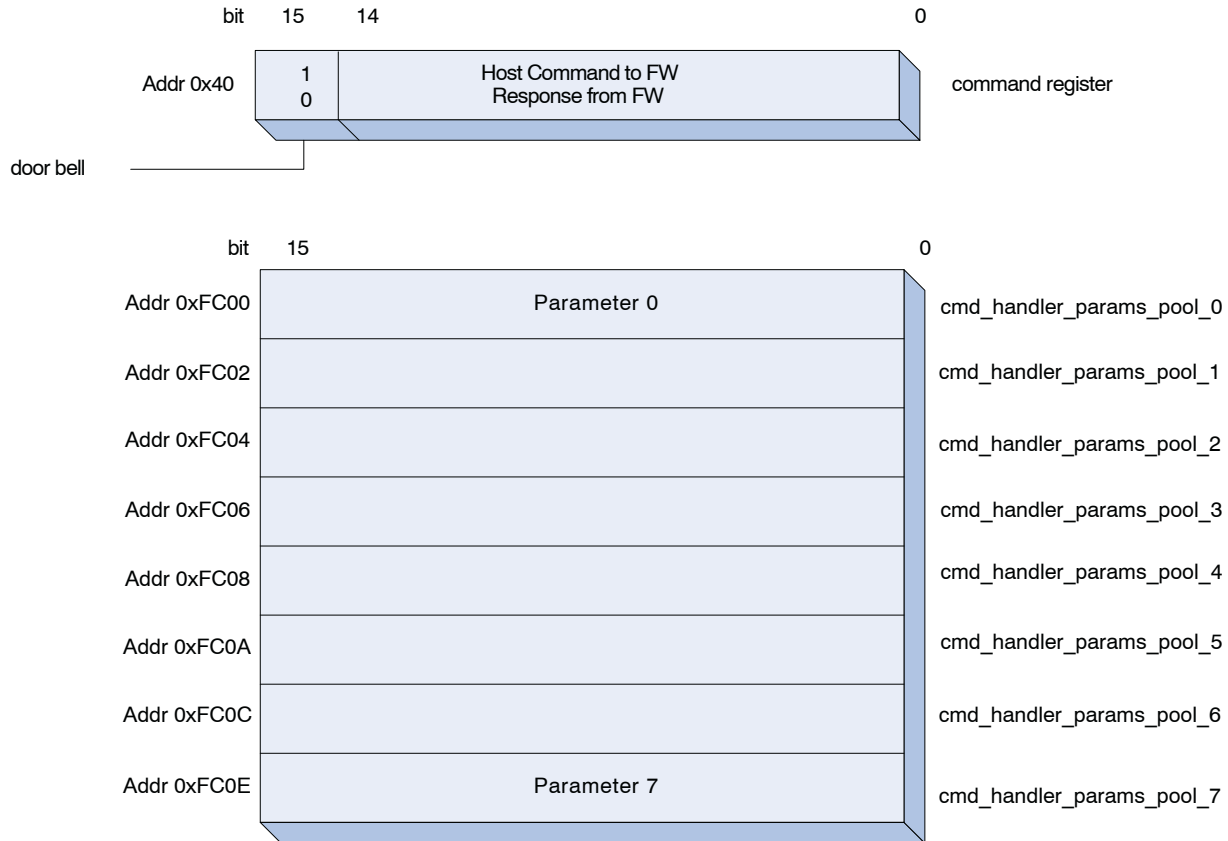 bit 15 14 0
Addr 0x40 1 Host Command to FW command register
0 Response from FW
door bell
bit 15 0
Addr 0xFC00 Parameter 0 cmd_handler_params_pool_0
Addr 0xFC02 cmd_handler_params_pool_1
Addr 0xFC04 cmd_handler_params_pool_2
Addr 0xFC06 cmd_handler_params_pool_3
Addr 0xFC08 cmd_handler_params_pool_4
Addr 0xFC0A cmd_handler_params_pool_5
Addr 0xFC0C cmd_handler_params_pool_6
Addr 0xFC0E Parameter 7 cmd_handler_params_pool_7